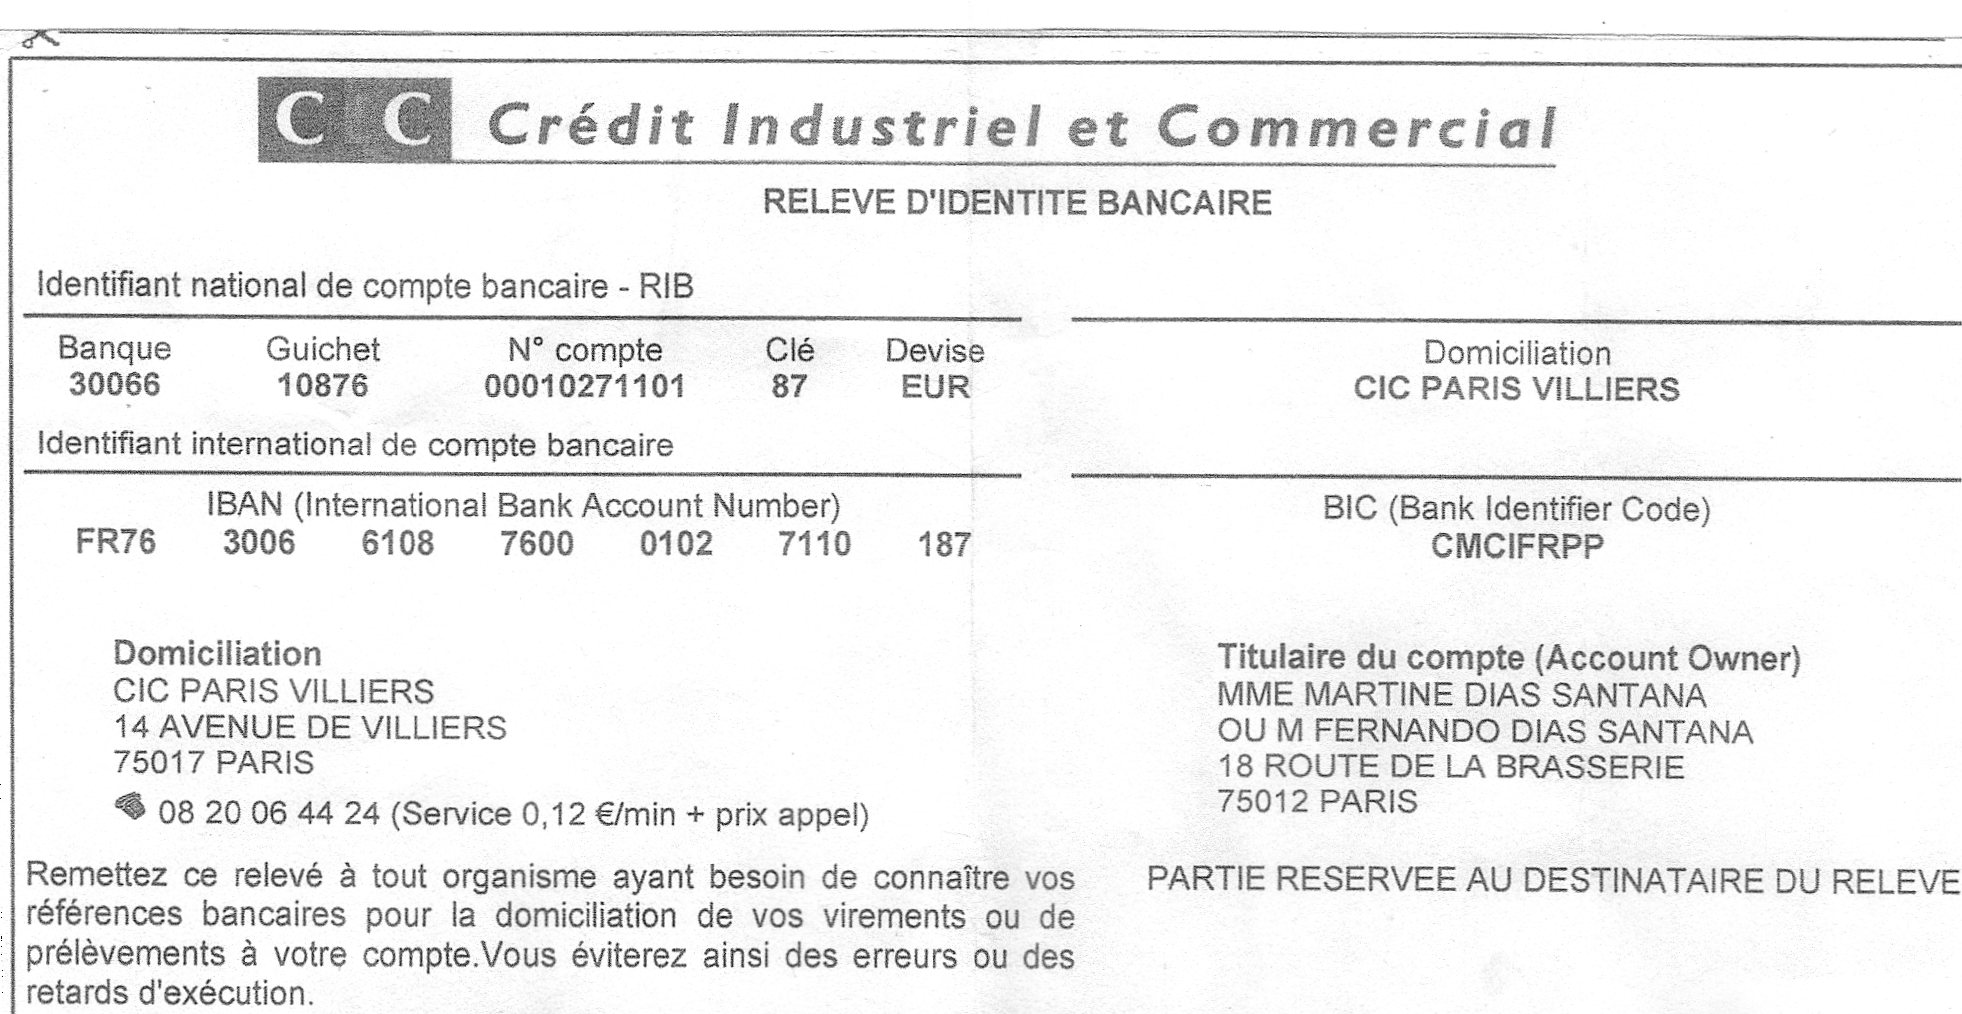 CIC Crédit Industriel et Commercial
RELEVE D'IDENTITE BANCAIRE
Identifiant national de compte bancaire - RIB
Banque Guichet N° compte Clé Devise Domiciliation
30066 10876 00010271101 87 EUR CIC PARIS VILLIERS
Identifiant international de compte bancaire
IBAN (International Bank Account Number) BIC (Bank Identifier Code)
FR76 3006 6108 7600 0102 7110 187 CMCIFRPP
Domiciliation
CIC PARIS VILLIERS
14 AVENUE DE VILLIERS
75017 PARIS
08 20 06 44 24 (Service 0,12 €/min + prix appel)
Titulaire du compte (Account Owner)
MME MARTINE DIAS SANTANA
OU M FERNANDO DIAS SANTANA
18 ROUTE DE LA BRASSERIE
75012 PARIS
Remettez ce relevé à tout organisme ayant besoin de connaître vos
références bancaires pour la domiciliation de vos virements ou de
prélèvements à votre compte.Vous éviterez ainsi des erreurs ou des
retards d'exécution.
PARTIE RESERVEE AU DESTINATAIRE DU RELEVE